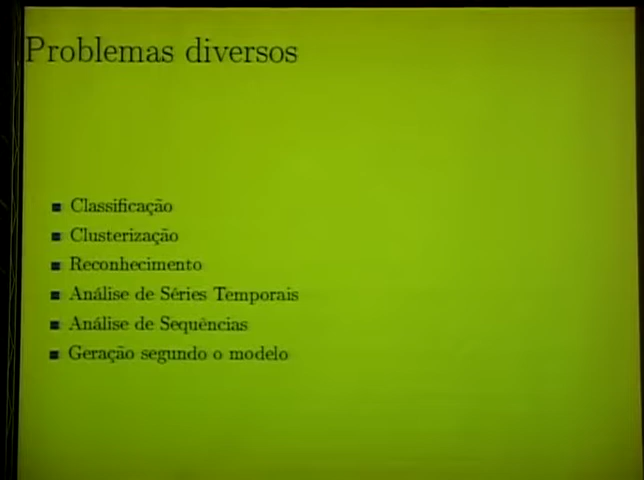 Problemas diversos
Classificação
Clusterização
Reconhecimento
Análise de Séries Temporais
Análise de Sequências
Geração segundo o modelo